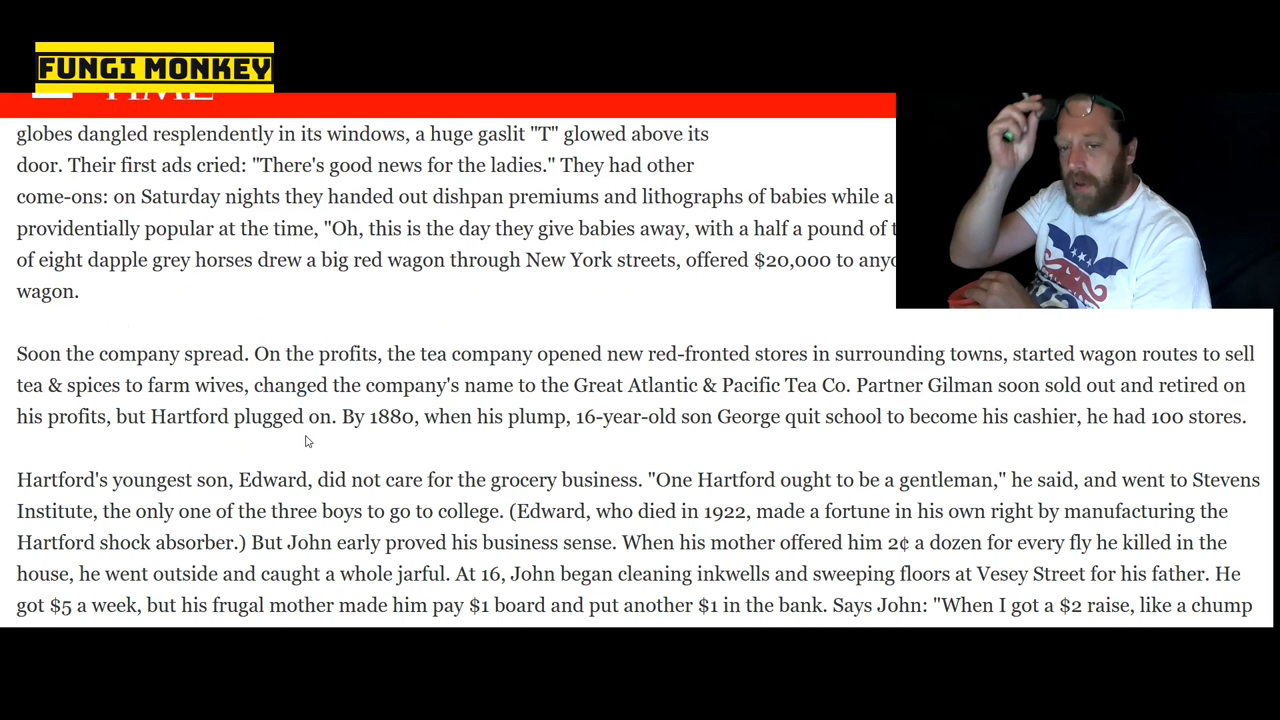 FUNGI MONKEY
TIME
globes dangled resplendently in its windows, a huge gaslit "T" glowed above its
door. Their first ads cried: "There's good news for the ladies." They had other
come-ons: on Saturday nights they handed out dishpan premiums and lithographs of babies while a
providentially popular at the time, "Oh, this is the day they give babies away, with a half a pound of
of eight dapple grey horses drew a big red wagon through New York streets, offered $20,000 to
wagon.
Soon the company spread. On the profits, the tea company opened new red-fronted stores in surrounding towns, started wagon routes to sell
tea & spices to farm wives, changed the company's name to the Great Atlantic & Pacific Tea Co. Partner Gilman soon sold out and retired on
his profits, but Hartford plugged on. By 1880, when his plump, 16-year-old son George quit school to become his cashier, he had 100 stores.
Hartford's youngest son, Edward, did not care for the grocery business. "One Hartford ought to be a gentleman," he said, and went to Stevens
Institute, the only one of the three boys to go to college. (Edward, who died in 1922, made a fortune in his own right by manufacturing the
Hartford shock absorber.) But John early proved his business sense. When his mother offered him 2¢ a dozen for every fly he killed in the
house, he went outside and caught a whole jarful. At 16, John began cleaning inkwells and sweeping floors at Vesey Street for his father. He
got $5 a week, but his frugal mother made him pay $1 board and put another $1 in the bank. Says John: "When I got a $2 raise, like a chump